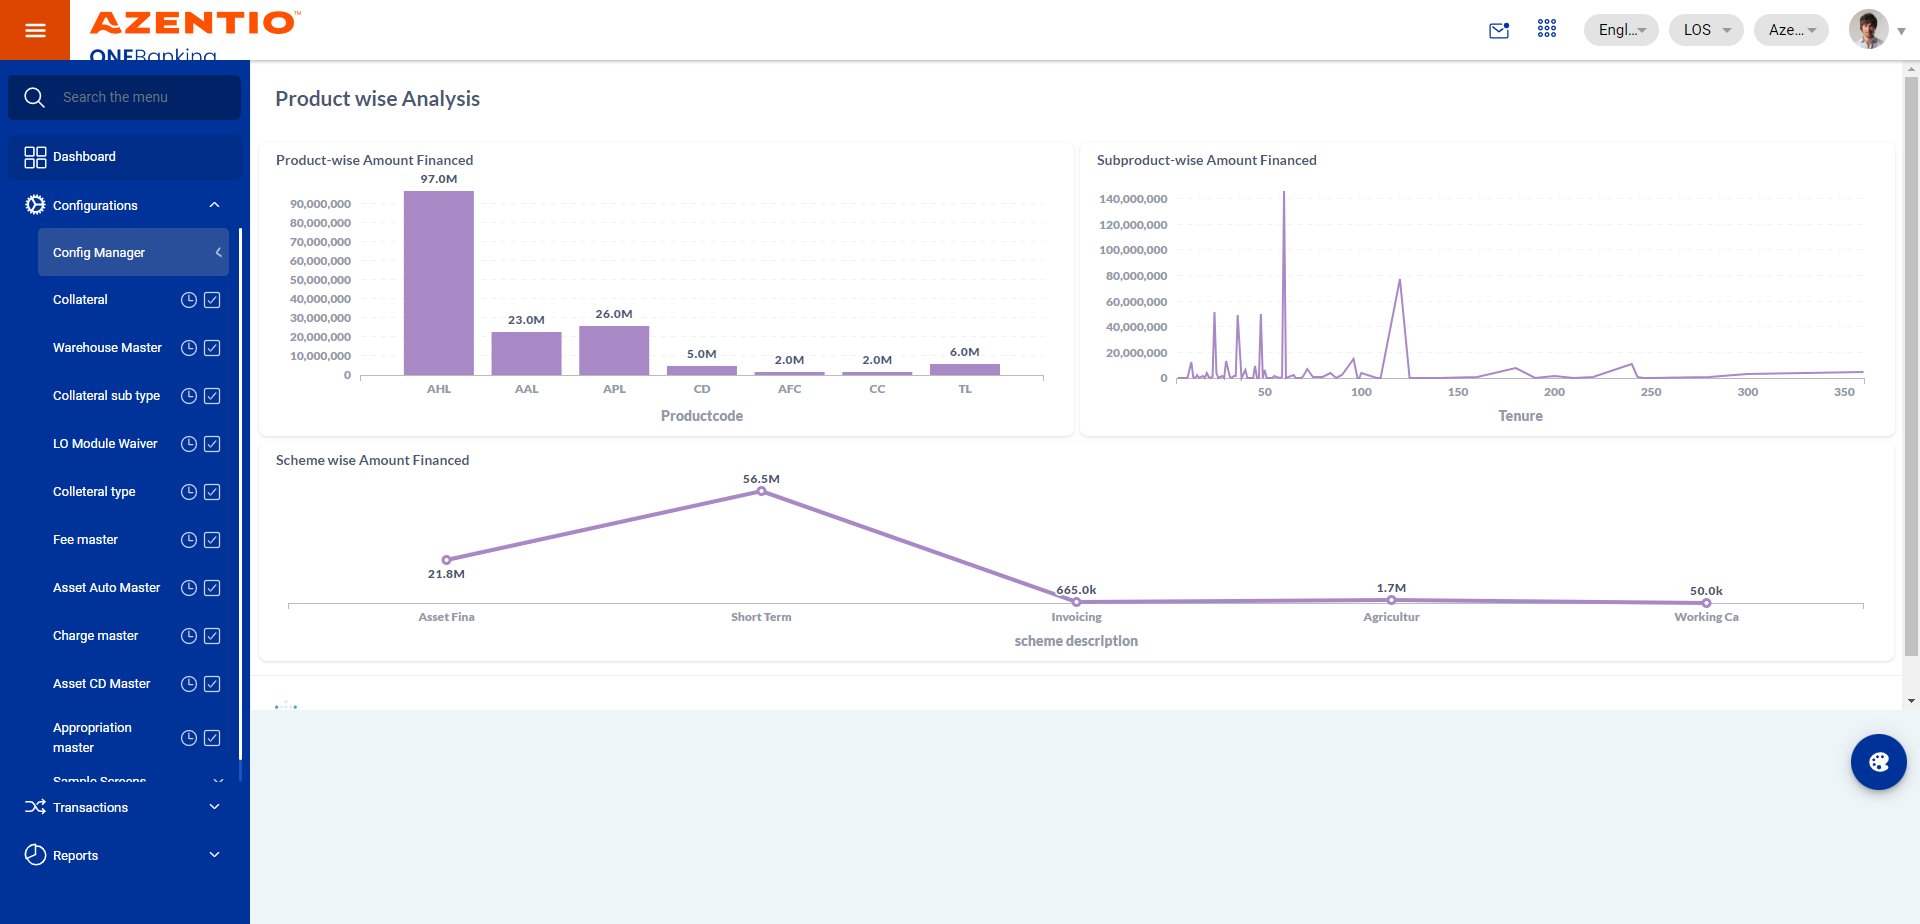 AZENTIO™
ONEBanking
Engl...
LOS
Aze...
Search the menu
Dashboard
Configurations
Config Manager
Collateral
Warehouse Master
Collateral sub type
LO Module Waiver
Colleteral type
Fee master
Asset Auto Master
Charge master
Asset CD Master
Appropriation
master
Sample Screens
Transactions
Reports
Product wise Analysis
Product-wise Amount Financed
97.0M
90,000,000
80,000,000
70,000,000
60,000,000
50,000,000
40,000,000
30,000,000
20,000,000
10,000,000
0
23.0M
26.0M
5.0M
2.0M
2.0M
6.0M
AHL
AAL
APL
CD
AFC
CC
TL
Productcode
Subproduct-wise Amount Financed
140,000,000
120,000,000
100,000,000
80,000,000
60,000,000
40,000,000
20,000,000
0
50
100
150
200
250
300
350
Tenure
Scheme wise Amount Financed
56.5M
21.8M
665.0k
1.7M
50.0k
Asset Fina
Short Term
Invoicing
Agricultur
Working Ca
scheme description